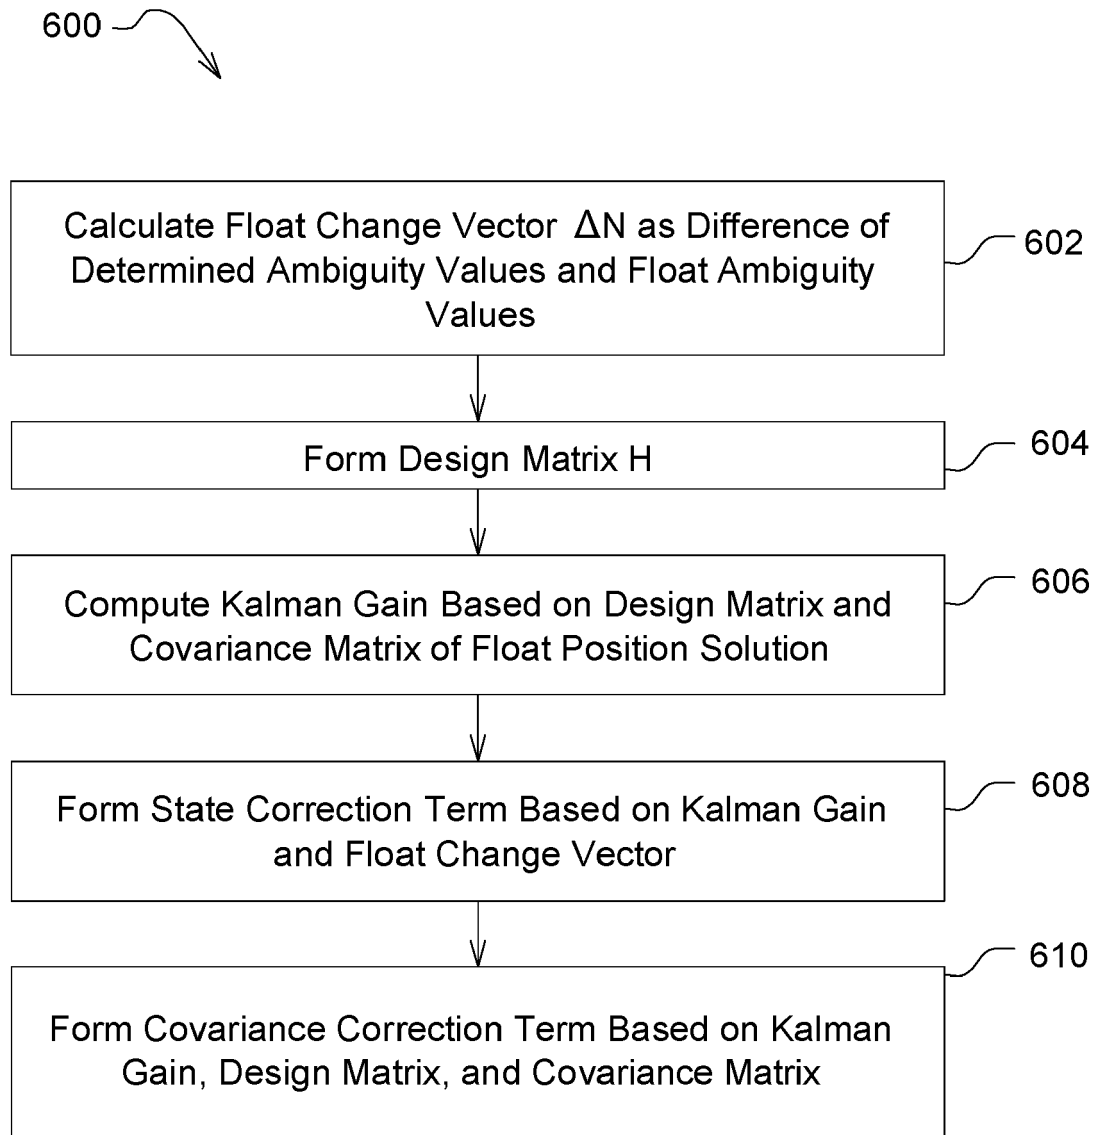 600
Calculate Float Change Vector ΔN as Difference of
Determined Ambiguity Values and Float Ambiguity
Values
602
Form Design Matrix H
604
Compute Kalman Gain Based on Design Matrix and
Covariance Matrix of Float Position Solution
606
Form State Correction Term Based on Kalman Gain
and Float Change Vector
608
Form Covariance Correction Term Based on Kalman
Gain, Design Matrix, and Covariance Matrix
610